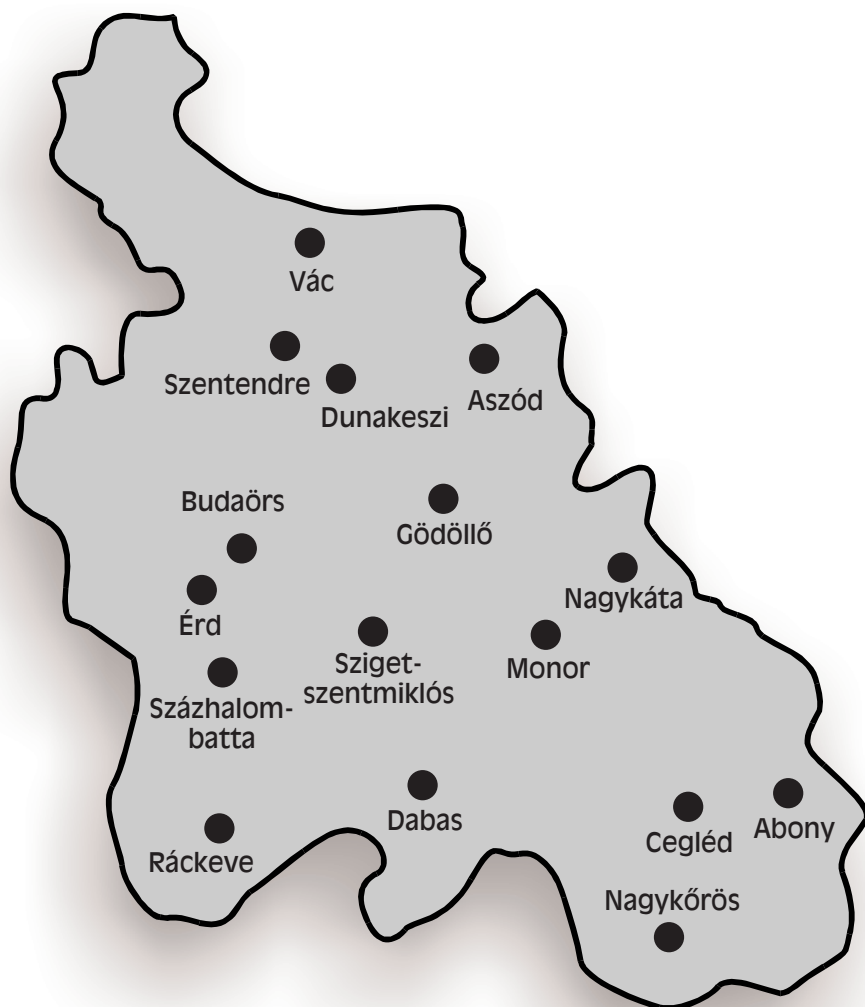 Vác
Szentendre
Dunakeszi
Aszód
Budaörs
Gödöllő
Nagykáta
Érd
Sziget-
szentmiklós
Monor
Százhalom-
batta
Dabas
Cegléd
Abony
Ráckeve
Nagykőrös